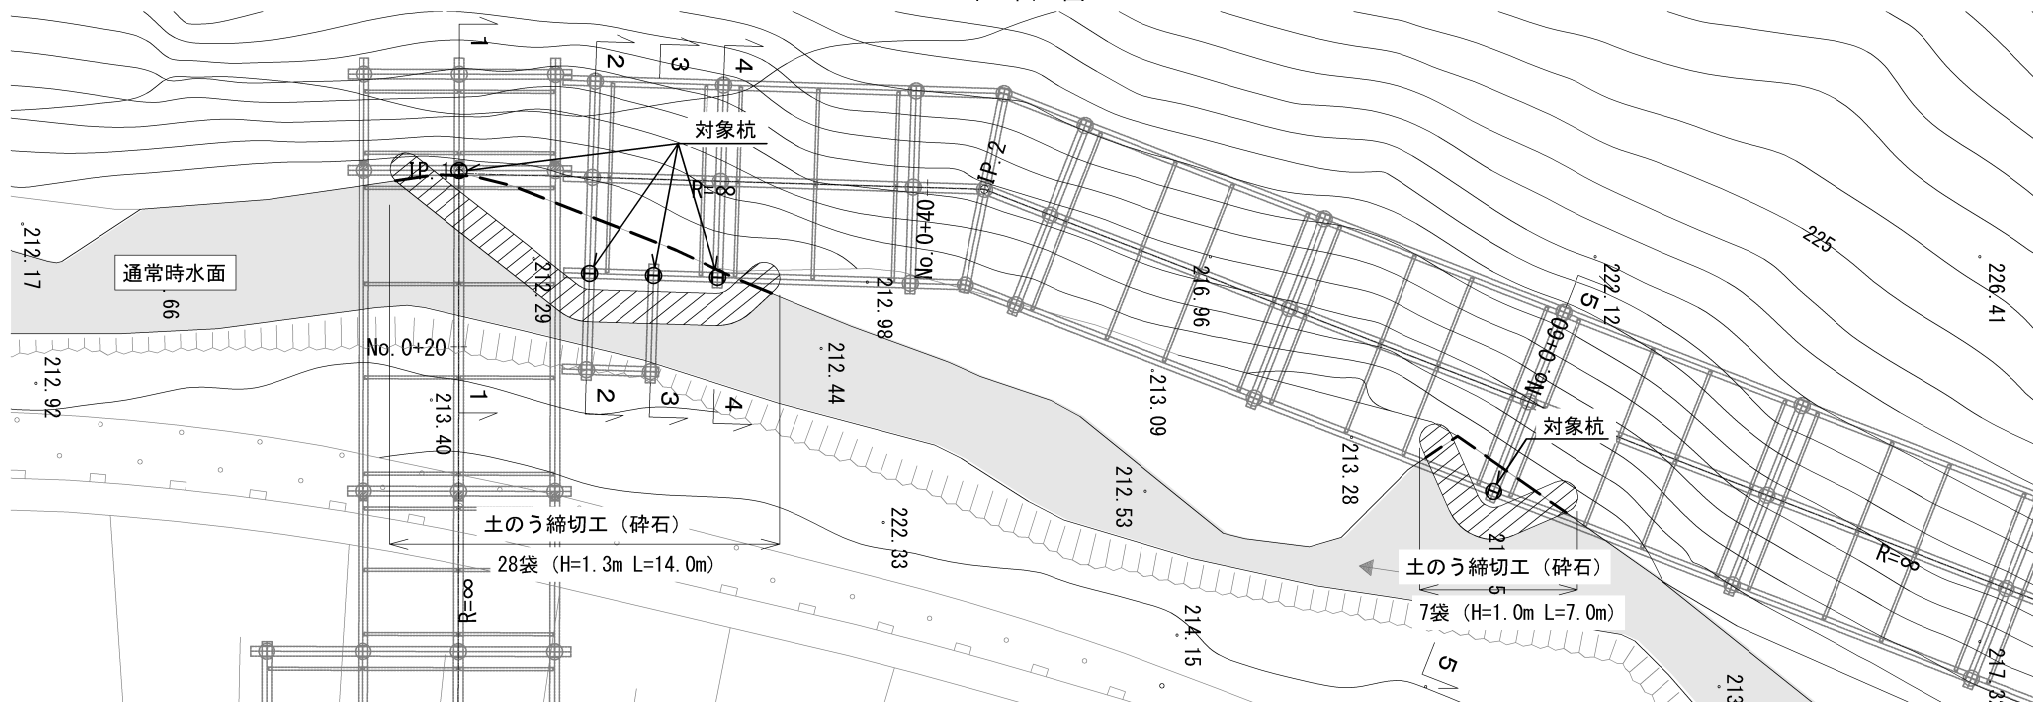 1
2
3
4
対象杭
IP. 1
R=∞
IP. 2
No. 0+40
225
212.17
通常時水面
.66
212.29
212.98
216.96
222.12
226.41
5
No. 0+60
No. 0+20
212.92
213.40
1
2
3
4
212.44
213.09
対象杭
213.28
212.53
土のう締切工（砕石）
28袋（H=1.3m L=14.0m）
222.33
土のう締切工（砕石）
7袋（H=1.0m L=7.0m）
R=∞
R=∞
214.15
5
213